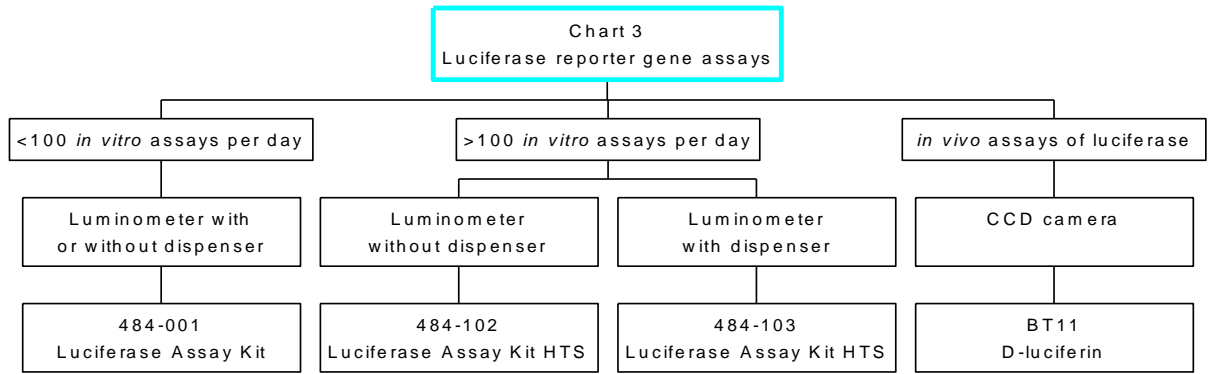 Chart 3
Luciferase reporter gene assays
<100 in vitro assays per day
>100 in vitro assays per day
in vivo assays of luciferase
Luminometer with
or without dispenser
Luminometer
without dispenser
Luminometer
with dispenser
CCD camera
484-001
Luciferase Assay Kit
484-102
Luciferase Assay Kit HTS
484-103
Luciferase Assay Kit HTS
BT11
D-luciferin